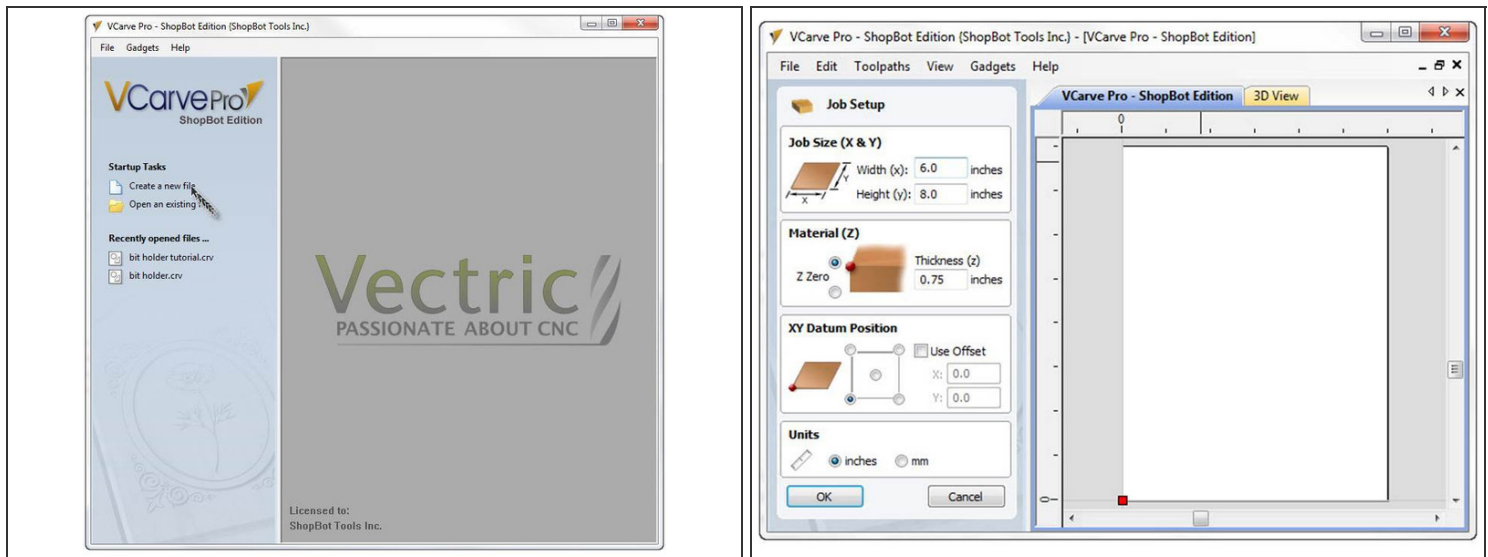 VCarve Pro - ShopBot Edition {ShopBot Tools Inc.}
File Gadgets Help
VCarve Pro
ShopBot Edition
Startup Tasks
Create a new file
Open an existing
Recently opened files ...
bit holder tutorial.crv
bit holder.crv
Vectric
PASSIONATE ABOUT CNC
Licensed to:
ShopBot Tools Inc.
VCarve Pro - ShopBot Edition {ShopBot Tools Inc.} - [VCarve Pro - ShopBot Edition]
File Edit Toolpaths View Gadgets Help
Job Setup
VCarve Pro - ShopBot Edition 3D View
0
Job Size (X & Y)
Width (x): 6.0 inches
Y
Height (y): 8.0 inches
X
Material (Z)
Thickness (z)
Z Zero 0.75 inches
XY Datum Position
Use Offset
X: 0.0
Y: 0.0
Units
inches mm
OK Cancel
0